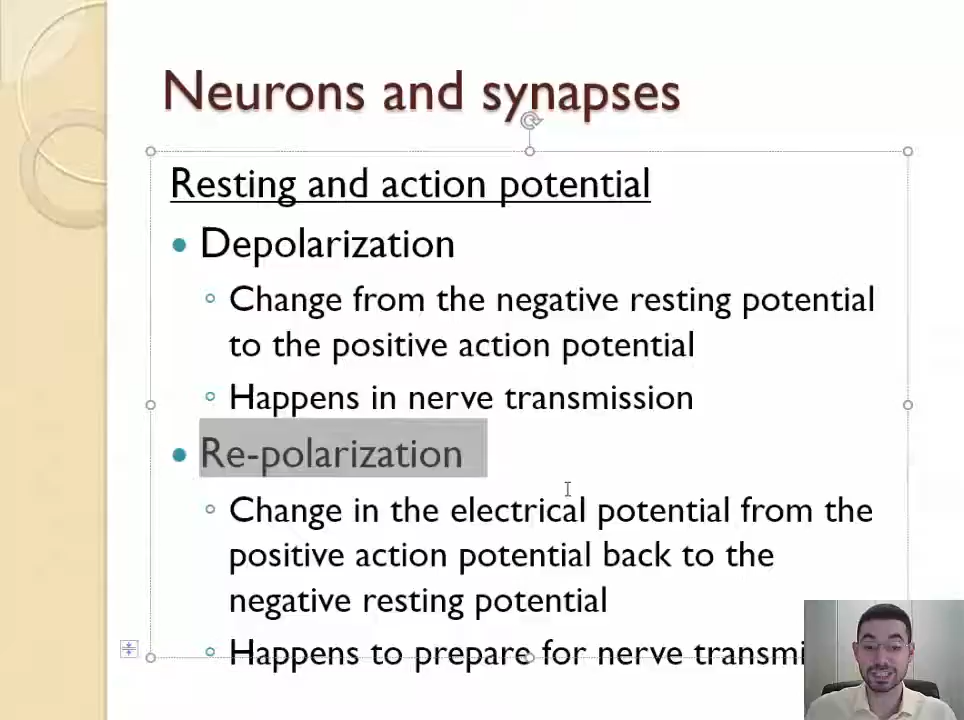 Neurons and synapses
Resting and action potential
Depolarization
Change from the negative resting potential
to the positive action potential
Happens in nerve transmission
Re-polarization
Change in the electrical potential from the
positive action potential back to the
negative resting potential
Happens to prepare for nerve transmi